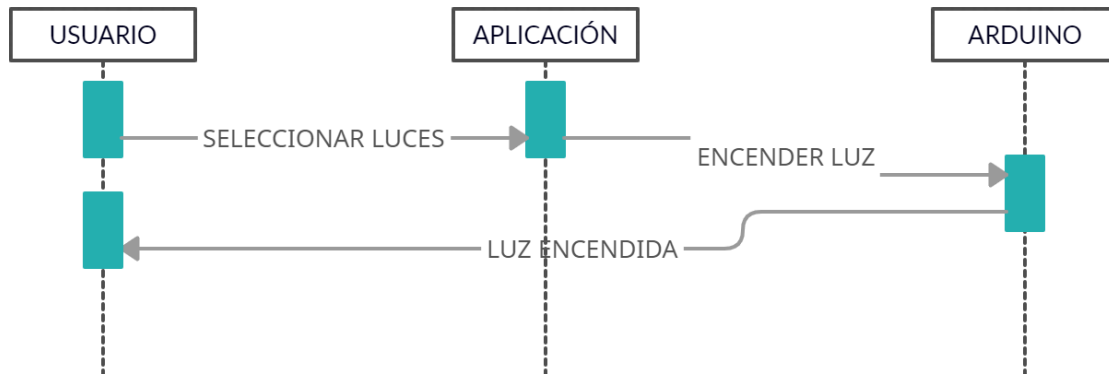 USUARIO
APLICACIÓN
ARDUINO
SELECCIONAR LUCES
ENCENDER LUZ
LUZ ENCENDIDA